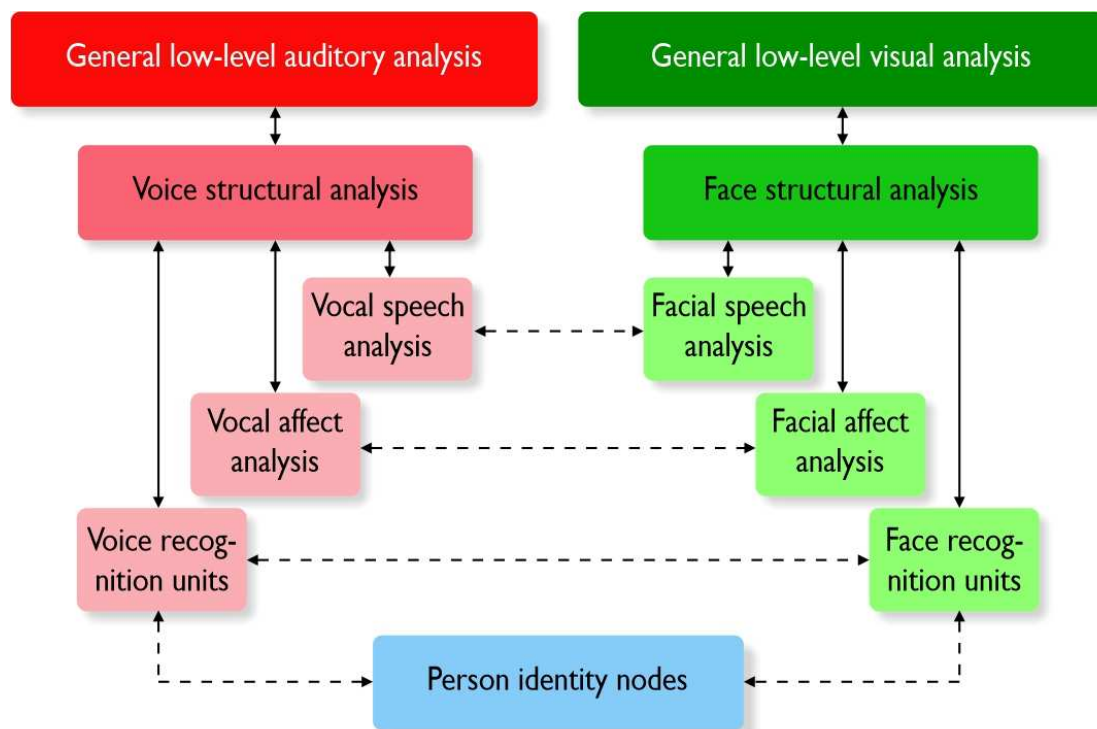 General low-level auditory analysis
General low-level visual analysis
Voice structural analysis
Face structural analysis
Vocal speech
analysis
Facial speech
analysis
Vocal affect
analysis
Facial affect
analysis
Voice recog-
nition units
Face recog-
nition units
Person identity nodes